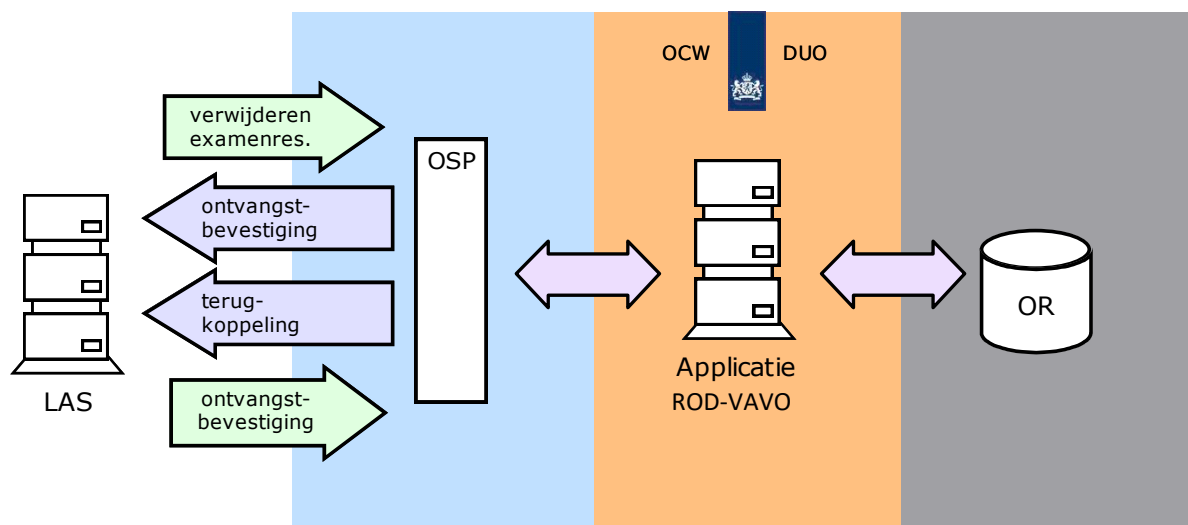 OCW DUO
verwijderen
examenres.
OSP
ontvangst-
bevestiging
terug-
koppeling
OR
Applicatie
ROD-VAVO
LAS
ontvangst-
bevestiging